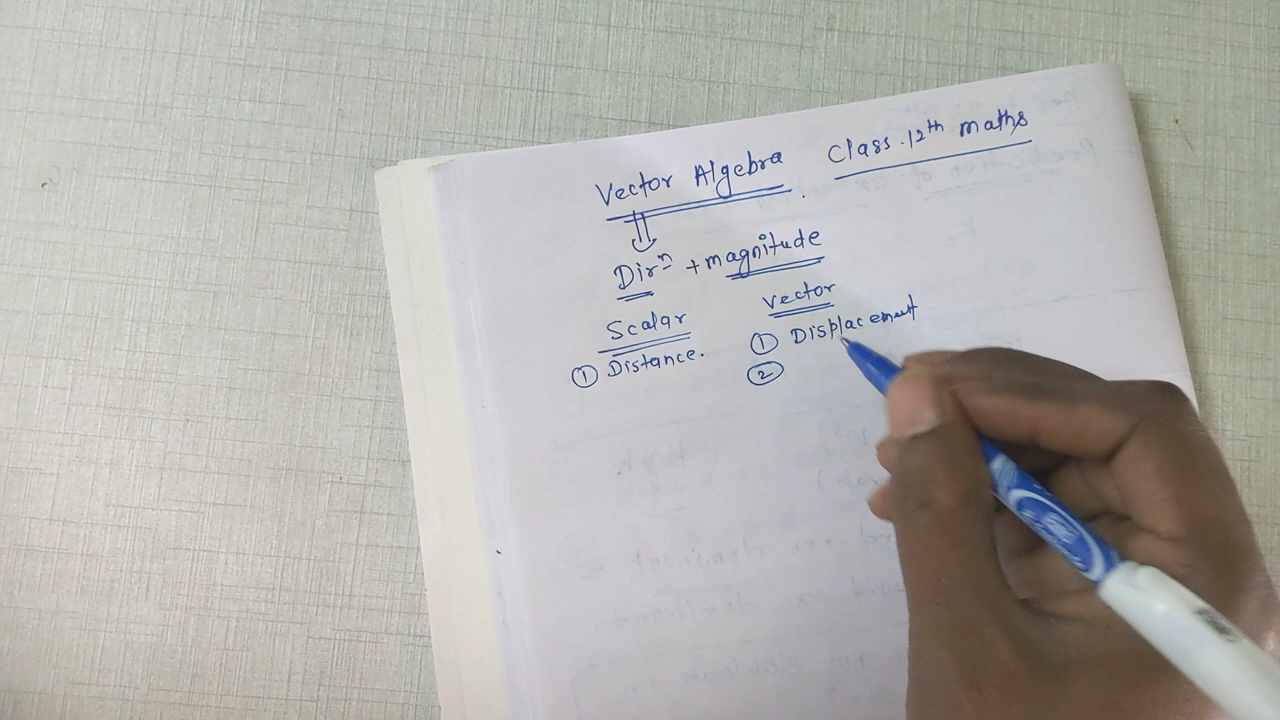 Vector Algebra. Class.12th maths
Dirn + magnitude
Scalar
① Distance.
Vector
① Displacement
②